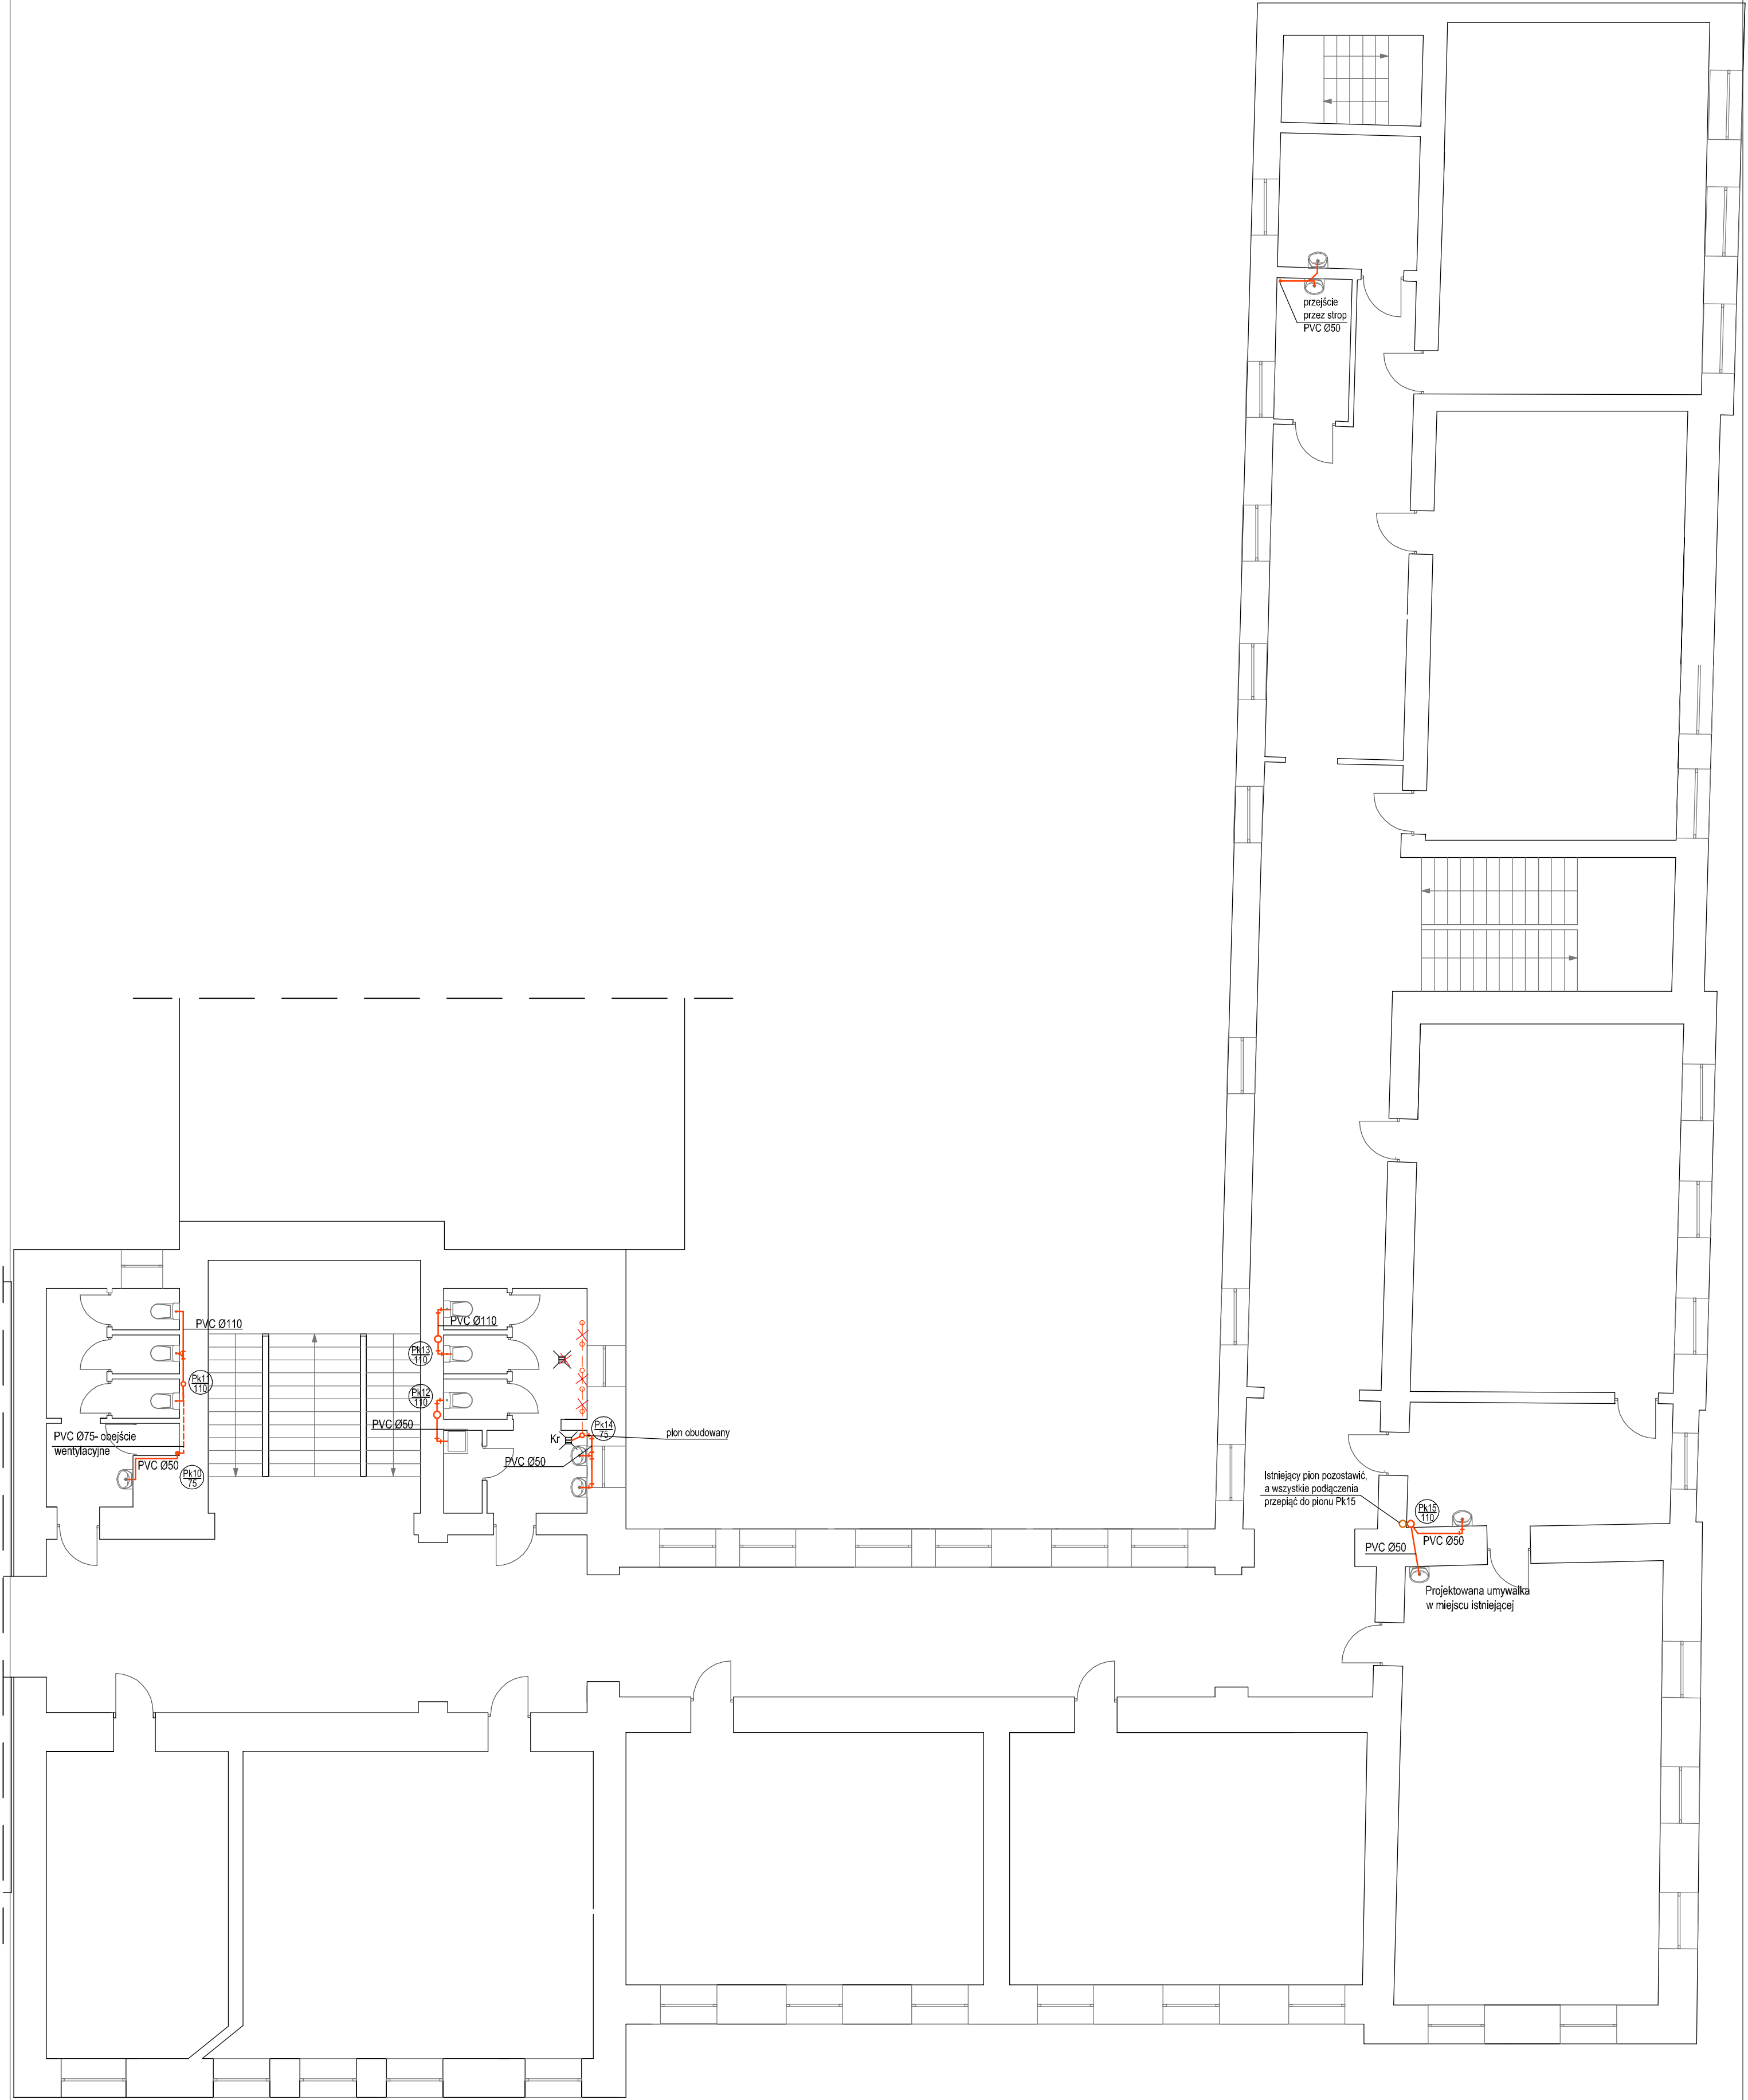 przejście
przez strop
PVC Ø50
PVC Ø110
PVC Ø110
Pk13
110
Pk11
110
Pk12
110
PVC Ø50
Pk14
75
pion obudowany
Kr
PVC Ø75- obejście
wentylacyjne
PVC Ø50
PVC Ø50
Pk10
75
Istniejący pion pozostawić,
a wszystkie podłączenia
przepiąć do pionu Pk15
Pk15
110
PVC Ø50
PVC Ø50
Projektowana umywalka
w miejscu istniejącej